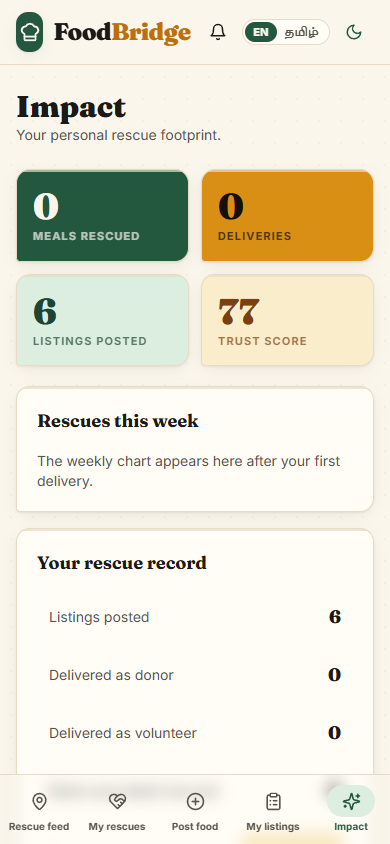 FoodBridge
EN தமிழ்
Impact
Your personal rescue footprint.
0
MEALS RESCUED
0
DELIVERIES
6
LISTINGS POSTED
77
TRUST SCORE
Rescues this week
The weekly chart appears here after your first
delivery.
Your rescue record
Listings posted 6
Delivered as donor 0
Delivered as volunteer 0
Rescue feed My rescues Post food My listings Impact